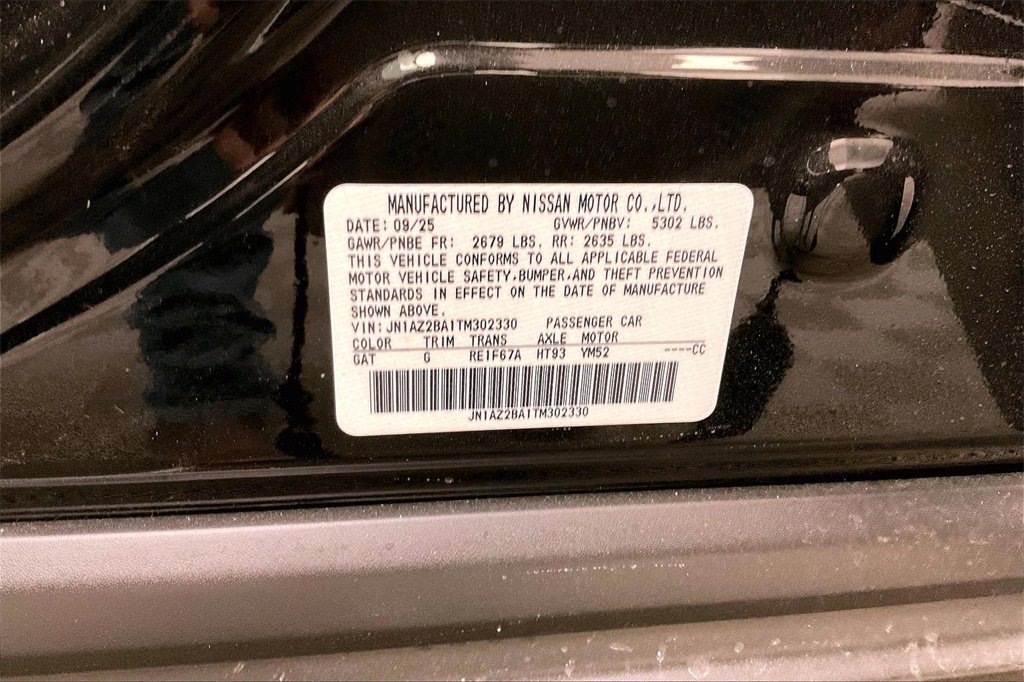 MANUFACTURED BY NISSAN MOTOR CO.,LTD.
DATE: 09/25 GVWR/PNBV: 5302 LBS.
GAWR/PNBE FR: 2679 LBS. RR: 2635 LBS.
THIS VEHICLE CONFORMS TO ALL APPLICABLE FEDERAL
MOTOR VEHICLE SAFETY,BUMPER,AND THEFT PREVENTION
STANDARDS IN EFFECT ON THE DATE OF MANUFACTURE
SHOWN ABOVE.
VIN: JN1AZ2BA1TM302330 PASSENGER CAR
COLOR TRIM TRANS AXLE MOTOR
GAT G RE1F67A HT93 YM52 ----CC
JN1AZ2BA1TM302330